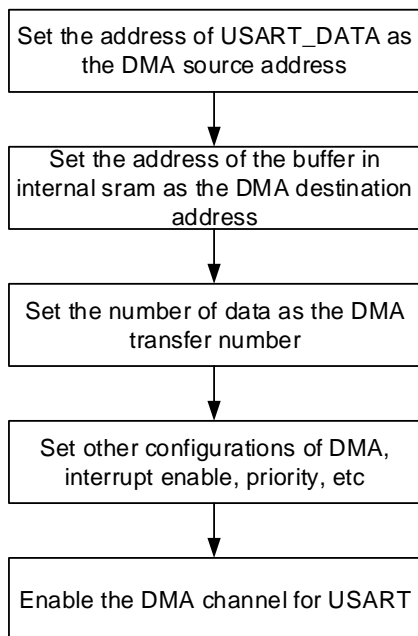 Set the address of USART_DATA as
the DMA source address
Set the address of the buffer in
internal sram as the DMA destination
address
Set the number of data as the DMA
transfer number
Set other configurations of DMA,
interrupt enable, priority, etc
Enable the DMA channel for USART